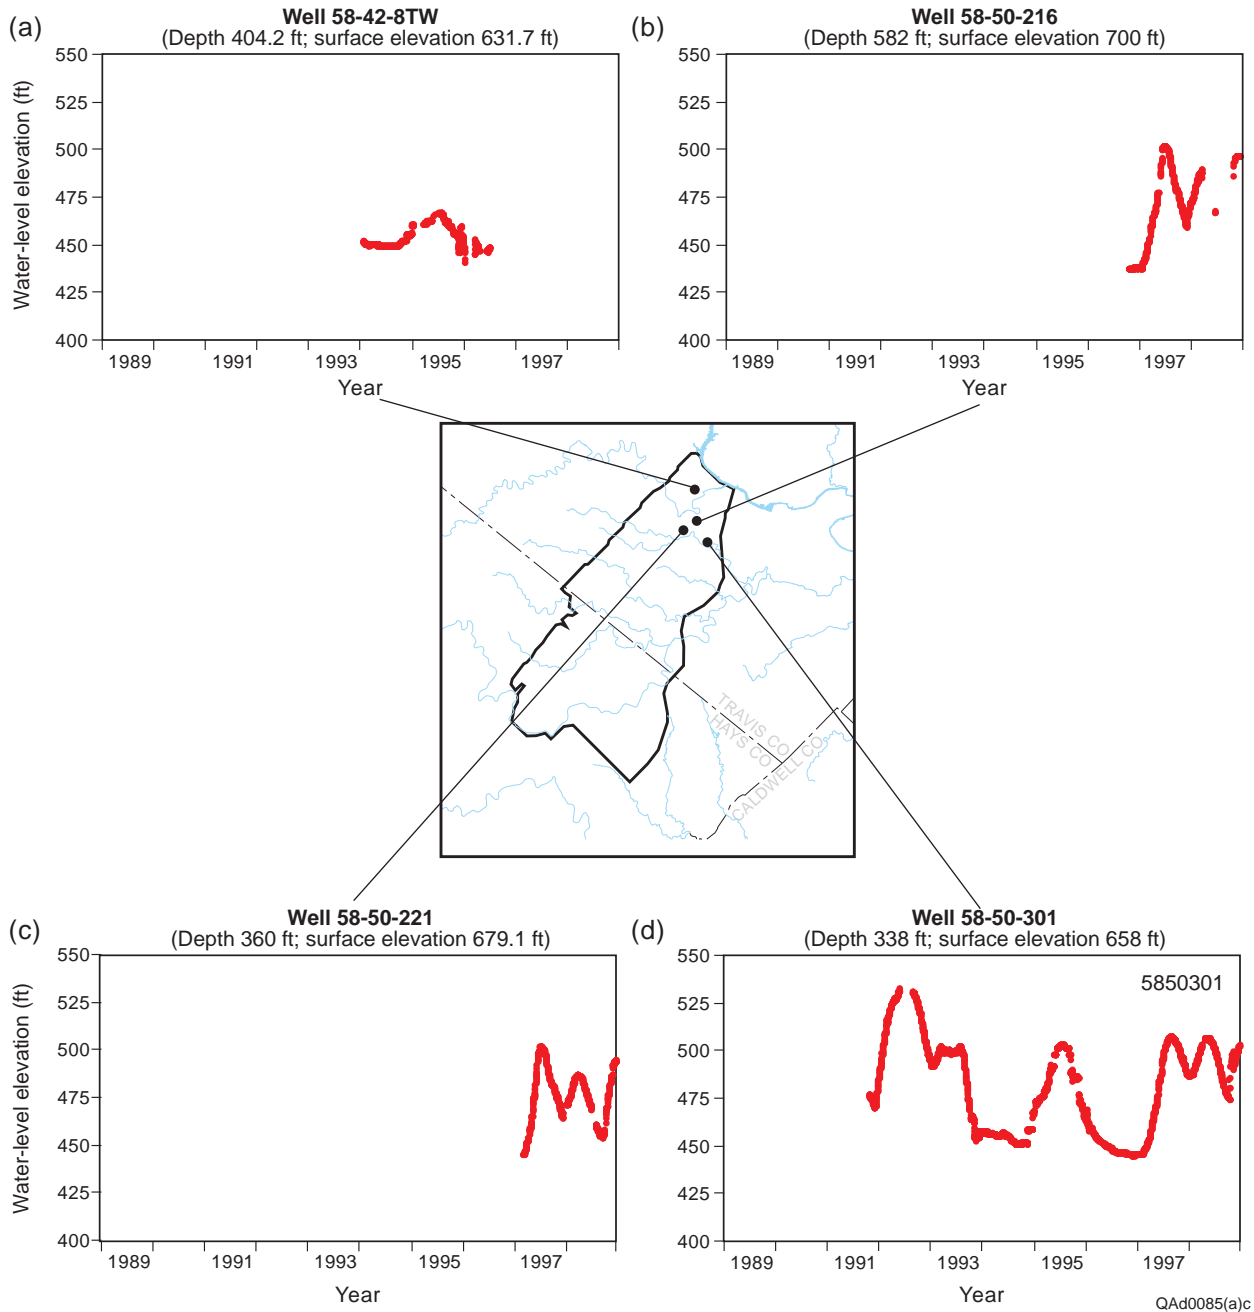 (a)
Well 58-42-8TW
(Depth 404.2 ft; surface elevation 631.7 ft)
Water-level elevation (ft)
550
525
500
475
450
425
400
1989 1991 1993 1995 1997
Year
(b)
Well 58-50-216
(Depth 582 ft; surface elevation 700 ft)
550
525
500
475
450
425
400
1989 1991 1993 1995 1997
Year
TRAVIS CO.
HAYS CO.
CALDWELL CO.
(c)
Well 58-50-221
(Depth 360 ft; surface elevation 679.1 ft)
Water-level elevation (ft)
550
525
500
475
450
425
400
1989 1991 1993 1995 1997
Year
(d)
Well 58-50-301
(Depth 338 ft; surface elevation 658 ft)
5850301
550
525
500
475
450
425
400
1989 1991 1993 1995 1997
Year
QAd0085(a)c